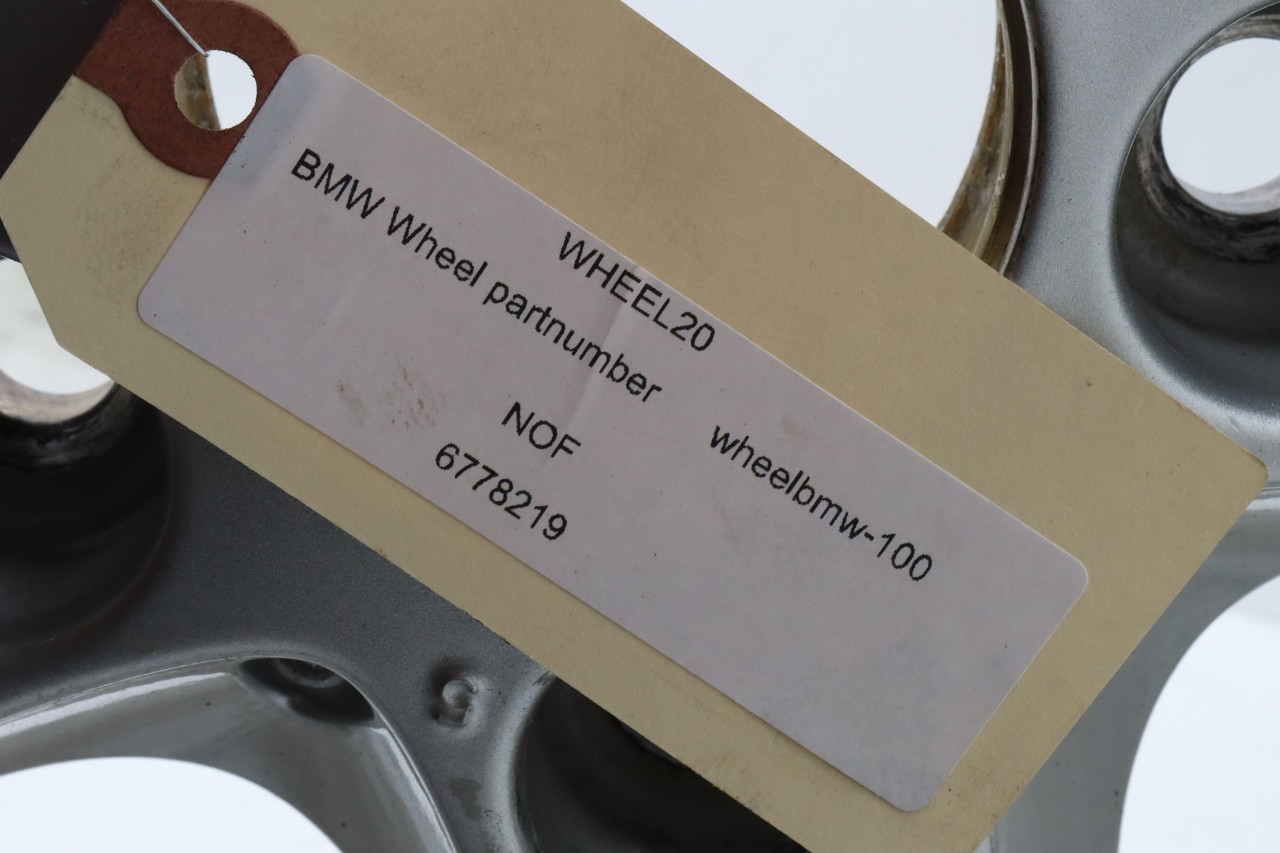 WHEEL20
BMW Wheel partnumber
wheelbmw-100
NOF
6778219